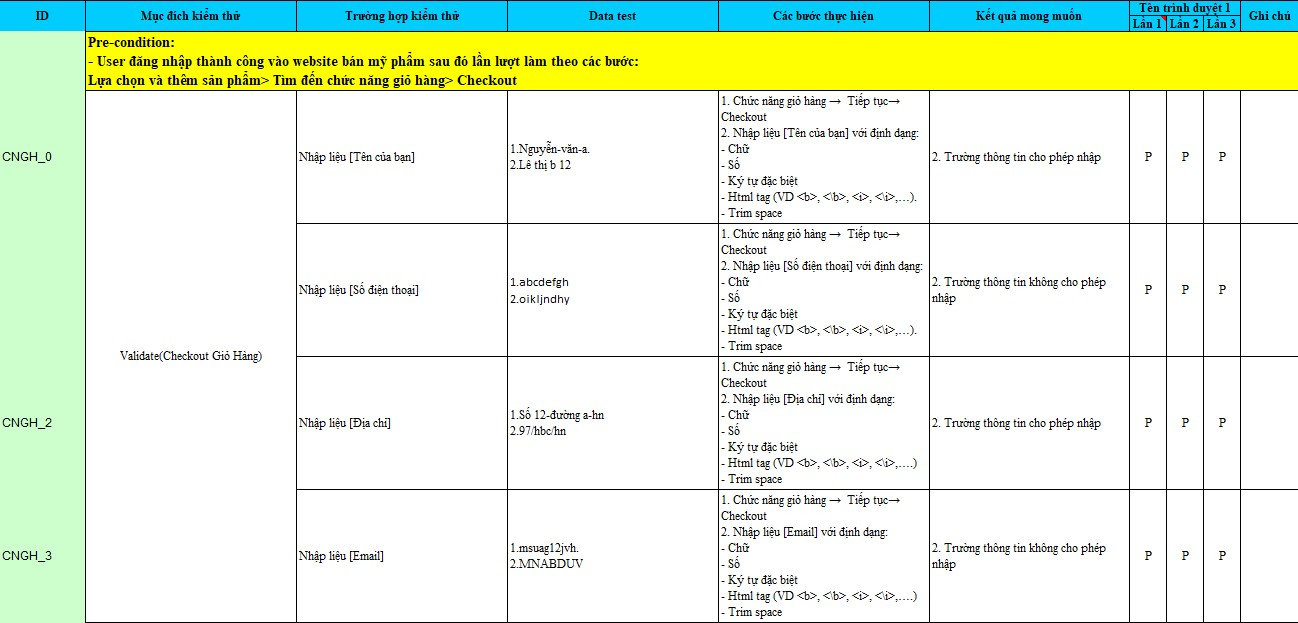 ID
Mục đích kiểm thử
Trường hợp kiểm thử
Data test
Các bước thực hiện
Kết quả mong muốn
Tên trình duyệt 1
Lần 1
Lần 2
Lần 3
Ghi chú
Pre-condition:
- User đăng nhập thành công vào website bán mỹ phẩm sau đó lần lượt làm theo các bước:
Lựa chọn và thêm sản phẩm> Tìm đến chức năng giỏ hàng> Checkout
CNGH_0
Validate(Checkout Giỏ Hàng)
Nhập liệu [Tên của bạn]
1.Nguyễn-văn-a.
2.Lê thị b 12
1. Chức năng giỏ hàng → Tiếp tục→
Checkout
2. Nhập liệu [Tên của bạn] với định dạng:
- Chữ
- Số
- Ký tự đặc biệt
- Html tag (VD <b>, <\b>, <i>, <\i>,…).
- Trim space
2. Trường thông tin cho phép nhập
P
P
P
Nhập liệu [Số điện thoại]
1.abcdefgh
2.oikljndhy
1. Chức năng giỏ hàng → Tiếp tục→
Checkout
2. Nhập liệu [Số điện thoại] với định dạng:
- Chữ
- Số
- Ký tự đặc biệt
- Html tag (VD <b>, <\b>, <i>, <\i>,…).
- Trim space
2. Trường thông tin không cho phép
nhập
P
P
P
CNGH_2
Nhập liệu [Địa chỉ]
1.Số 12-đường a-hn
2.97/hbc/hn
1. Chức năng giỏ hàng → Tiếp tục→
Checkout
2. Nhập liệu [Địa chỉ] với định dạng:
- Chữ
- Số
- Ký tự đặc biệt
- Html tag (VD <b>, <\b>, <i>, <\i>,….)
- Trim space
2. Trường thông tin cho phép nhập
P
P
P
CNGH_3
Nhập liệu [Email]
1.msuag12jvh.
2.MNABDUV
1. Chức năng giỏ hàng → Tiếp tục→
Checkout
2. Nhập liệu [Email] với định dạng:
- Chữ
- Số
- Ký tự đặc biệt
- Html tag (VD <b>, <\b>, <i>, <\i>,….)
- Trim space
2. Trường thông tin không cho phép
nhập
P
P
P